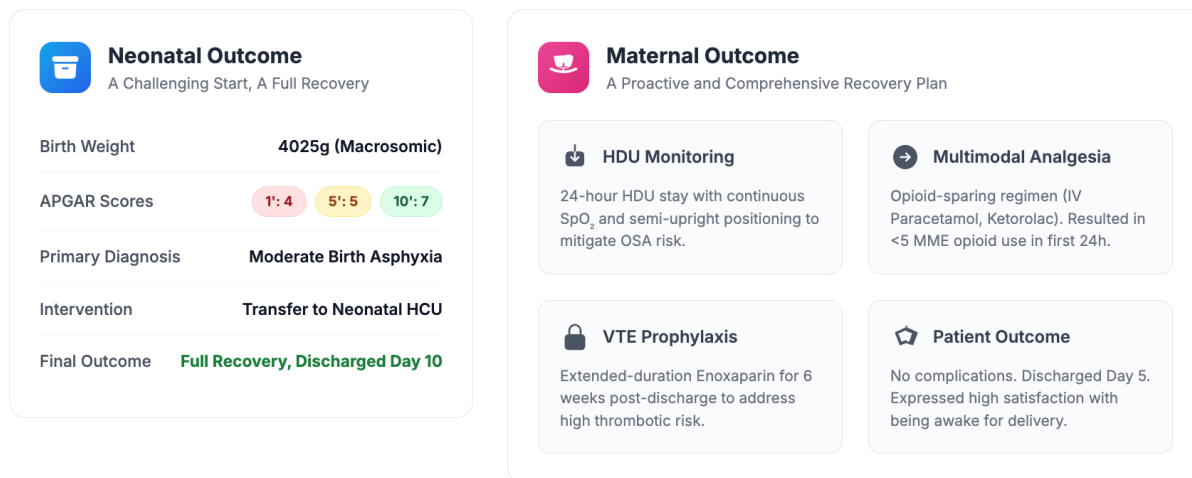 Neonatal Outcome
A Challenging Start, A Full Recovery
Birth Weight 4025g (Macrosomic)
APGAR Scores 1': 4 5': 5 10': 7
Primary Diagnosis Moderate Birth Asphyxia
Intervention Transfer to Neonatal HCU
Final Outcome Full Recovery, Discharged Day 10
Maternal Outcome
A Proactive and Comprehensive Recovery Plan
HDU Monitoring
24-hour HDU stay with continuous
SpO₂ and semi-upright positioning to
mitigate OSA risk.
Multimodal Analgesia
Opioid-sparing regimen (IV
Paracetamol, Ketorolac). Resulted in
<5 MME opioid use in first 24h.
VTE Prophylaxis
Extended-duration Enoxaparin for 6
weeks post-discharge to address
high thrombotic risk.
Patient Outcome
No complications. Discharged Day 5.
Expressed high satisfaction with
being awake for delivery.